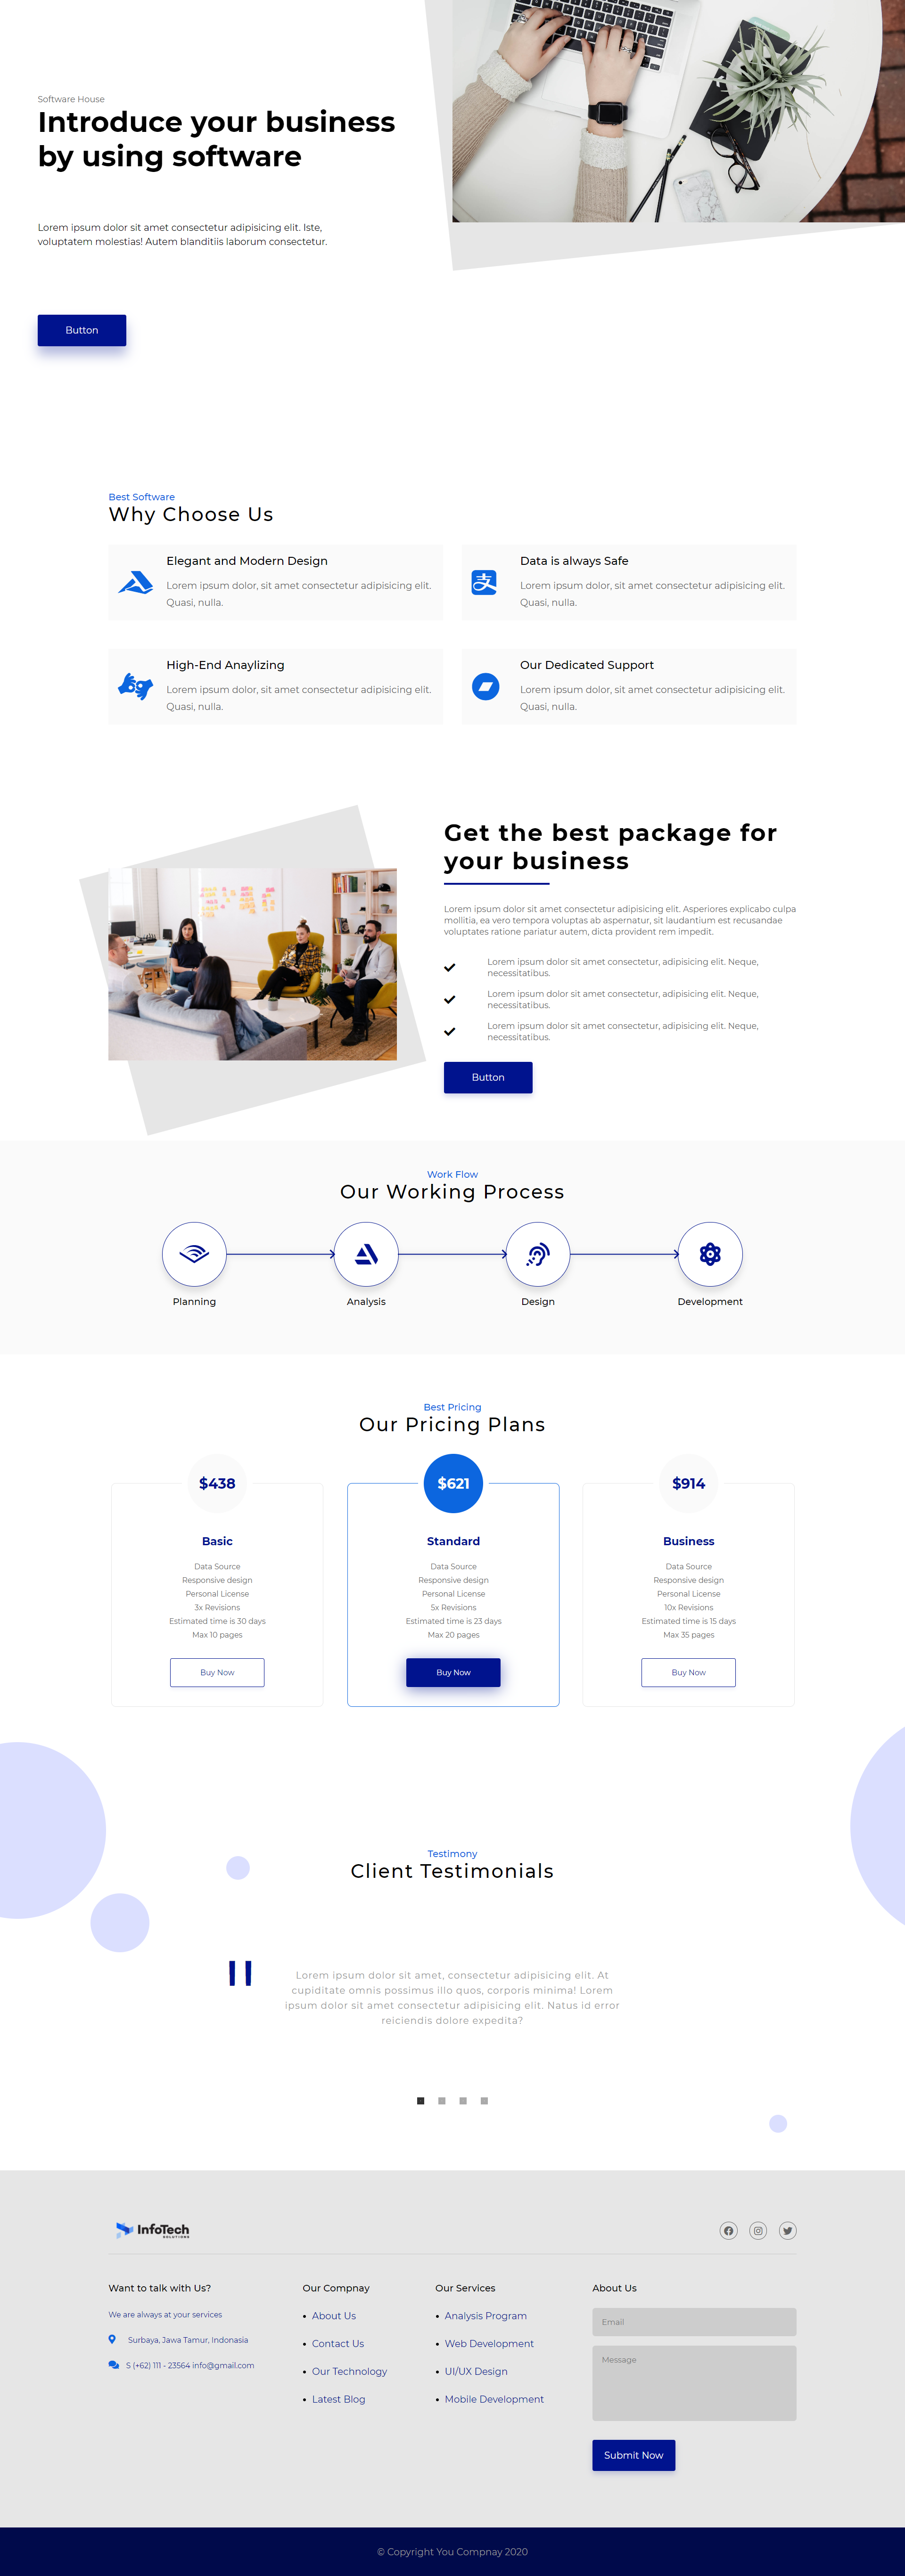 Software House
Introduce your business
by using software
Lorem ipsum dolor sit amet consectetur adipisicing elit. Iste,
voluptatem molestias! Autem blanditiis laborum consectetur.
Button
Best Software
Why Choose Us
Elegant and Modern Design
Lorem ipsum dolor, sit amet consectetur adipisicing elit.
Quasi, nulla.
Data is always Safe
Lorem ipsum dolor, sit amet consectetur adipisicing elit.
Quasi, nulla.
High-End Anaylizing
Lorem ipsum dolor, sit amet consectetur adipisicing elit.
Quasi, nulla.
Our Dedicated Support
Lorem ipsum dolor, sit amet consectetur adipisicing elit.
Quasi, nulla.
Get the best package for
your business
Lorem ipsum dolor sit amet consectetur adipisicing elit. Asperiores explicabo culpa
mollitia, ea vero tempora voluptas ab aspernatur, sit laudantium est recusandae
voluptates ratione pariatur autem, dicta provident rem impedit.
Lorem ipsum dolor sit amet consectetur, adipisicing elit. Neque,
necessitatibus.
Lorem ipsum dolor sit amet consectetur, adipisicing elit. Neque,
necessitatibus.
Lorem ipsum dolor sit amet consectetur, adipisicing elit. Neque,
necessitatibus.
Button
Work Flow
Our Working Process
Planning
Analysis
Design
Development
Best Pricing
Our Pricing Plans
$438
Basic
Data Source
Responsive design
Personal License
3x Revisions
Estimated time is 30 days
Max 10 pages
Buy Now
$621
Standard
Data Source
Responsive design
Personal License
5x Revisions
Estimated time is 23 days
Max 20 pages
Buy Now
$914
Business
Data Source
Responsive design
Personal License
10x Revisions
Estimated time is 15 days
Max 35 pages
Buy Now
Testimony
Client Testimonials
"
Lorem ipsum dolor sit amet, consectetur adipisicing elit. At
cupiditate omnis possimus illo quos, corporis minima! Lorem
ipsum dolor sit amet consectetur adipisicing elit. Natus id error
reiciendis dolore expedita?
InfoTech
SOLUTIONS
Want to talk with Us?
We are always at your services
Surbaya, Jawa Tamur, Indonasia
S (+62) 111 - 23564 info@gmail.com
Our Compnay
About Us
Contact Us
Our Technology
Latest Blog
Our Services
Analysis Program
Web Development
UI/UX Design
Mobile Development
About Us
Email
Message
Submit Now
© Copyright You Compnay 2020